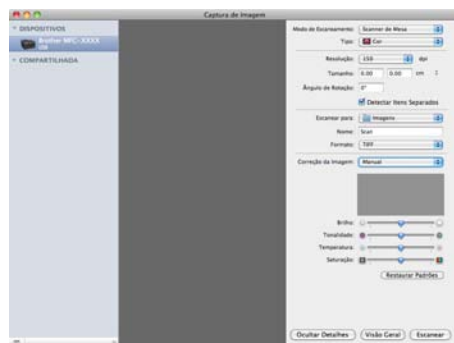 Captura de Imagem
DISPOSITIVOS
Brother MFC-XXXX
USB
COMPARTILHADA
Modo de Escaneamento: Scanner de Mesa
Tipo: Cor
Resolução: 150 dpi
Tamanho: 0.00 0.00 cm
Ângulo de Rotação: 0°
Detectar Itens Separados
Escanear para: Imagens
Nome: Scan
Formato: TIFF
Correção da Imagem: Manual
Brilho:
Tonalidade:
Temperatura:
Saturação:
Restaurar Padrões
Ocultar Detalhes Visão Geral Escanear